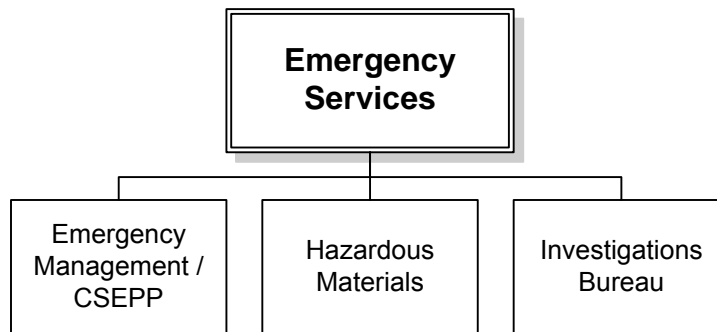 Emergency
Services
Emergency
Management /
CSEPP
Hazardous
Materials
Investigations
Bureau